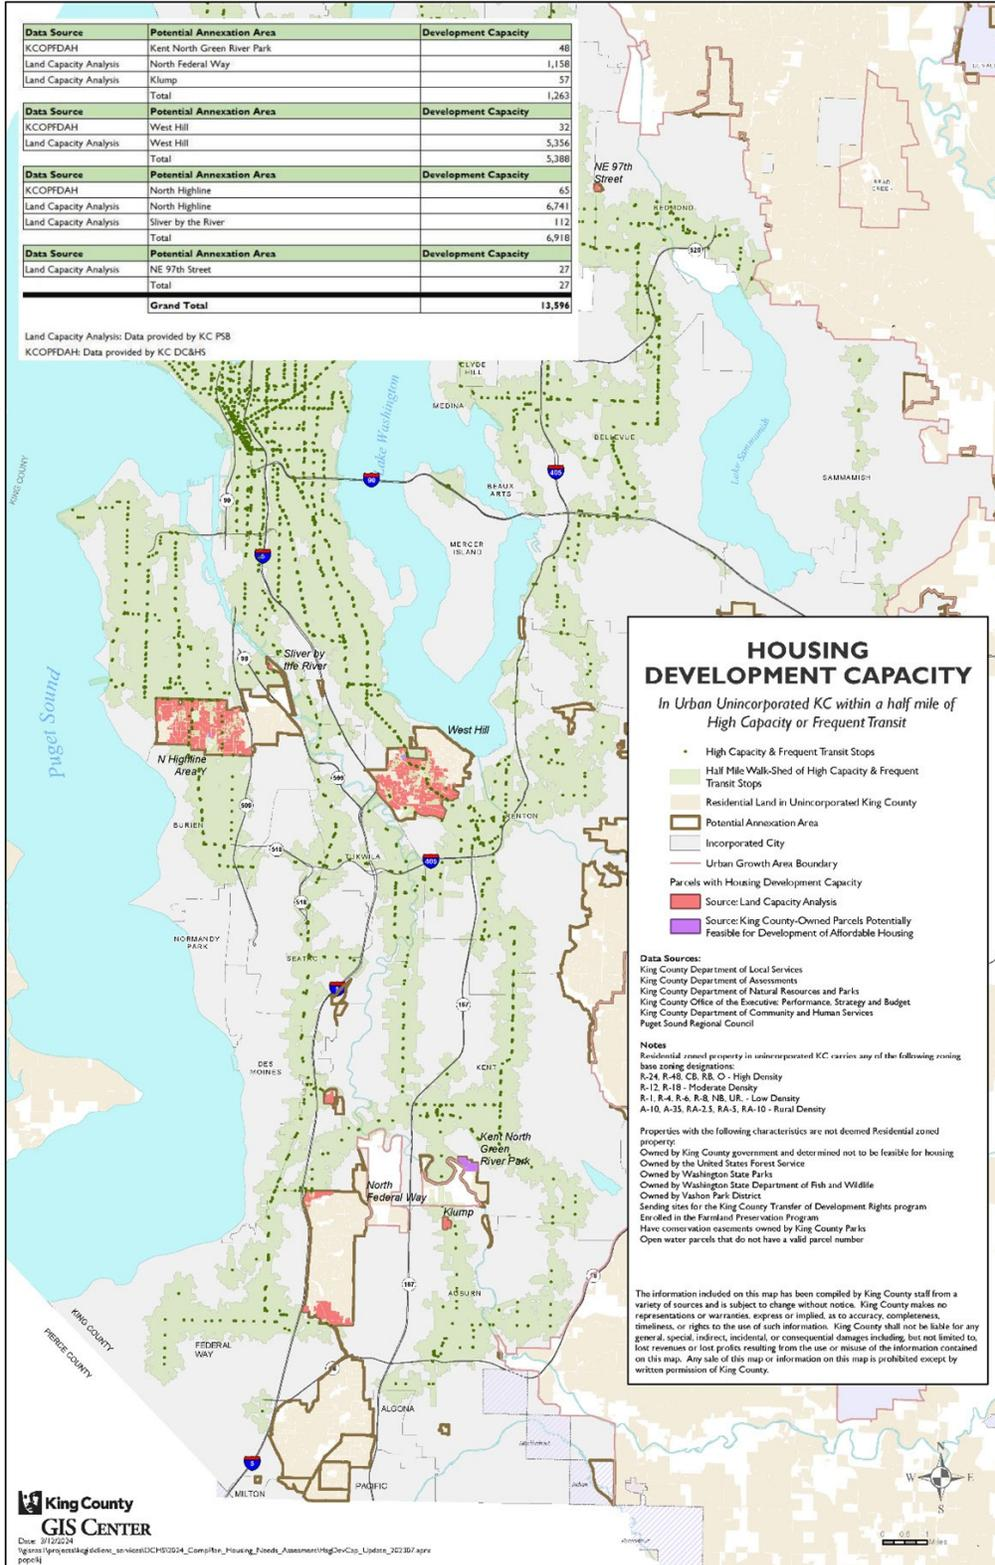 Data Source Potential Annexation Area Development Capacity
KCOPFDAH Kent North Green River Park 48
Land Capacity Analysis North Federal Way 1,158
Land Capacity Analysis Klump 57
Total 1,263
Data Source Potential Annexation Area Development Capacity
KCOPFDAH West Hill 32
Land Capacity Analysis West Hill 5,356
Total 5,388
Data Source Potential Annexation Area Development Capacity
KCOPFDAH North Highline 65
Land Capacity Analysis North Highline 6,741
Land Capacity Analysis Sliver by the River 112
Total 6,918
Data Source Potential Annexation Area Development Capacity
Land Capacity Analysis NE 97th Street 27
Total 27
Grand Total 13,596
Land Capacity Analysis: Data provided by KC PSB
KCOPFDAH: Data provided by KC DC&HS
NE 97th
Street
REDMOND
520
CLYDE
HILL
MEDINA
Lake Washington
BELLEVUE
Lake Sammamish
SAMMAMISH
KING COUNTY
90
405
BEAUX
ARTS
99
MERCER
ISLAND
5
Sliver by
the River
99
Puget Sound
West Hill
N Highline
Area Y
599
509
BURIEN
RENTON
518
TUKWILA
405
518
NORMANDY
PARK
SEATAC
5
167
DES
MOINES
KENT
Kent North
Green
River Park
North
Federal Way
Klump
167
18
AUBURN
KING COUNTY
PIERCE COUNTY
FEDERAL
WAY
ALGONA
5
MILTON
PACIFIC
HOUSING
DEVELOPMENT CAPACITY
In Urban Unincorporated KC within a half mile of
High Capacity or Frequent Transit
High Capacity & Frequent Transit Stops
Half Mile Walk-Shed of High Capacity & Frequent
Transit Stops
Residential Land in Unincorporated King County
Potential Annexation Area
Incorporated City
Urban Growth Area Boundary
Parcels with Housing Development Capacity
Source: Land Capacity Analysis
Source: King County-Owned Parcels Potentially
Feasible for Development of Affordable Housing
Data Sources:
King County Department of Local Services
King County Department of Assessments
King County Department of Natural Resources and Parks
King County Office of the Executive: Performance, Strategy and Budget
King County Department of Community and Human Services
Puget Sound Regional Council
Notes
Residential zoned property in unincorporated KC carries any of the following zoning
base zoning designations:
R-24, R-48, CB, RB, O - High Density
R-12, R-18 - Moderate Density
R-1, R-4, R-6, R-8, NB, UR, - Low Density
A-10, A-35, RA-2.5, RA-5, RA-10 - Rural Density
Properties with the following characteristics are not deemed Residential zoned
property:
Owned by King County government and determined not to be feasible for housing
Owned by the United States Forest Service
Owned by Washington State Parks
Owned by Washington State Department of Fish and Wildlife
Owned by Vashon Park District
Sending sites for the King County Transfer of Development Rights program
Enrolled in the Farmland Preservation Program
Have conservation easements owned by King County Parks
Open water parcels that do not have a valid parcel number
The information included on this map has been compiled by King County staff from a
variety of sources and is subject to change without notice. King County makes no
representations or warranties, express or implied, as to accuracy, completeness,
timeliness, or rights to the use of such information. King County shall not be liable for any
general, special, indirect, incidental, or consequential damages including, but not limited to,
lost revenues or lost profits resulting from the use or misuse of the information contained
on this map. Any sale of this map or information on this map is prohibited except by
written permission of King County.
N
W E
S
0 0.5 1
Miles
King County
GIS CENTER
Date: 3/12/2024
popelkj